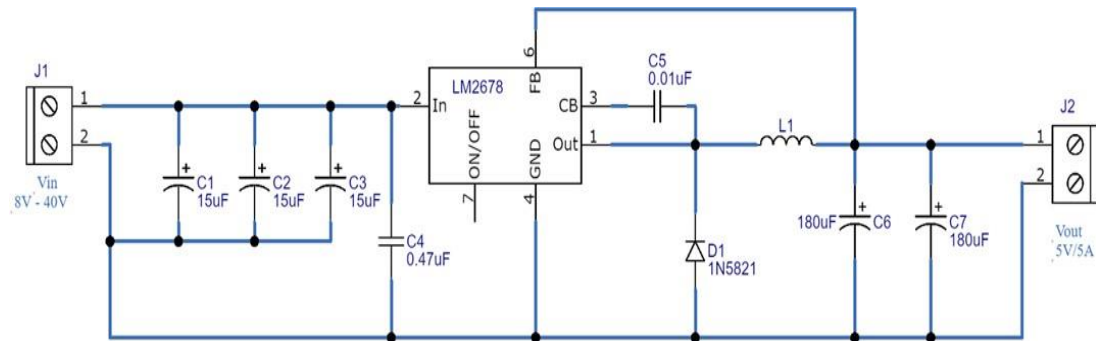 J1
1
2
Vin
8V - 40V
C1
15uF
C2
15uF
C3
15uF
C4
0.47uF
2
In
LM2678
6
FB
CB
3
Out
1
ON/OFF
7
GND
4
C5
0.01uF
L1
D1
1N5821
180uF
C6
C7
180uF
J2
1
2
Vout
5V/5A